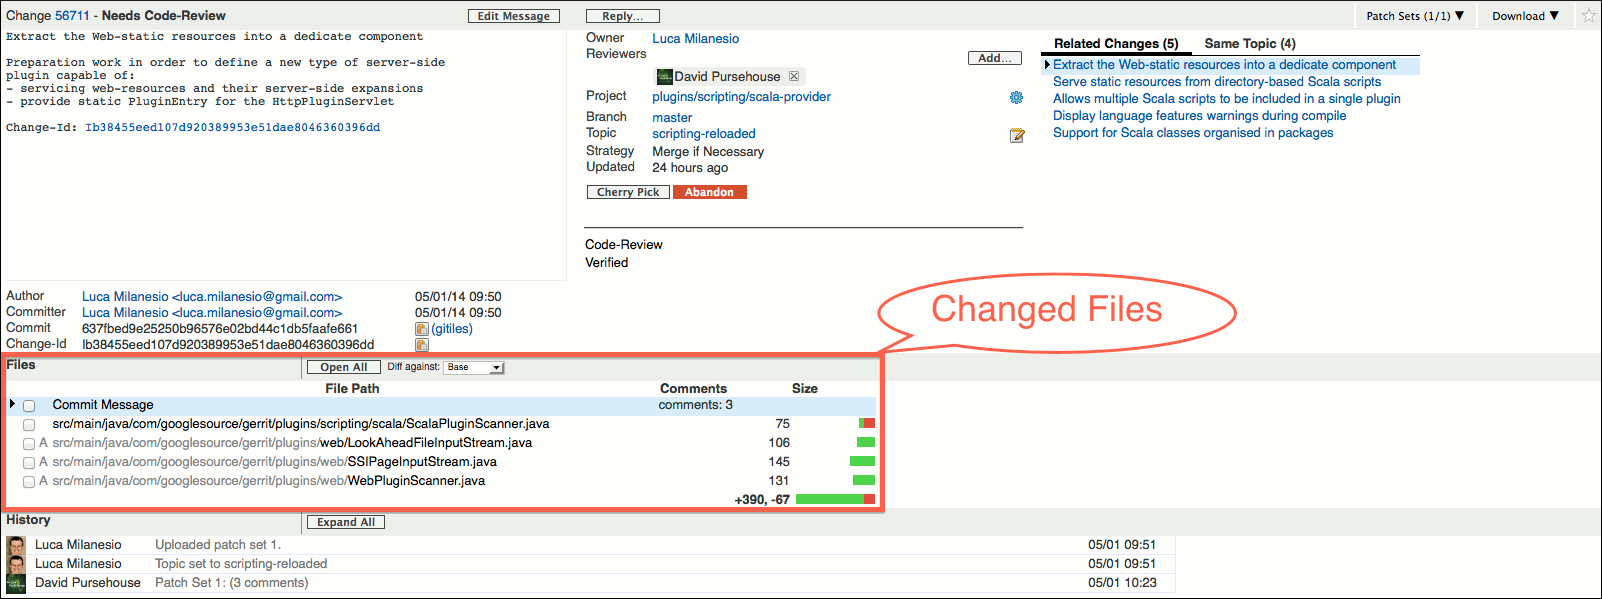 Change 56711 - Needs Code-Review
Edit Message
Reply...
Patch Sets (1/1) ▼
Download ▼
Extract the Web-static resources into a dedicate component
Preparation work in order to define a new type of server-side
plugin capable of:
- servicing web-resources and their server-side expansions
- provide static PluginEntry for the HttpPluginServlet
Change-Id: Ib38455eed107d920389953e51dae8046360396dd
Owner Luca Milanesio
Reviewers
Add...
David Pursehouse
Project plugins/scripting/scala-provider
Branch master
Topic scripting-reloaded
Strategy Merge if Necessary
Updated 24 hours ago
Cherry Pick Abandon
Code-Review
Verified
Related Changes (5) Same Topic (4)
Extract the Web-static resources into a dedicate component
Serve static resources from directory-based Scala scripts
Allows multiple Scala scripts to be included in a single plugin
Display language features warnings during compile
Support for Scala classes organised in packages
Author Luca Milanesio <luca.milanesio@gmail.com> 05/01/14 09:50
Committer Luca Milanesio <luca.milanesio@gmail.com> 05/01/14 09:50
Commit 637fbed9e25250b96576e02bd44c1db5faafe661 (gitiles)
Change-Id Ib38455eed107d920389953e51dae8046360396dd
Changed Files
Files Open All Diff against: Base
File Path Comments Size
Commit Message comments: 3
src/main/java/com/googlesource/gerrit/plugins/scripting/scala/ScalaPluginScanner.java 75
A src/main/java/com/googlesource/gerrit/plugins/web/LookAheadFileInputStream.java 106
A src/main/java/com/googlesource/gerrit/plugins/web/SSIPageInputStream.java 145
A src/main/java/com/googlesource/gerrit/plugins/web/WebPluginScanner.java 131
+390, -67
History Expand All
Luca Milanesio Uploaded patch set 1. 05/01 09:51
Luca Milanesio Topic set to scripting-reloaded 05/01 09:51
David Pursehouse Patch Set 1: (3 comments) 05/01 10:23